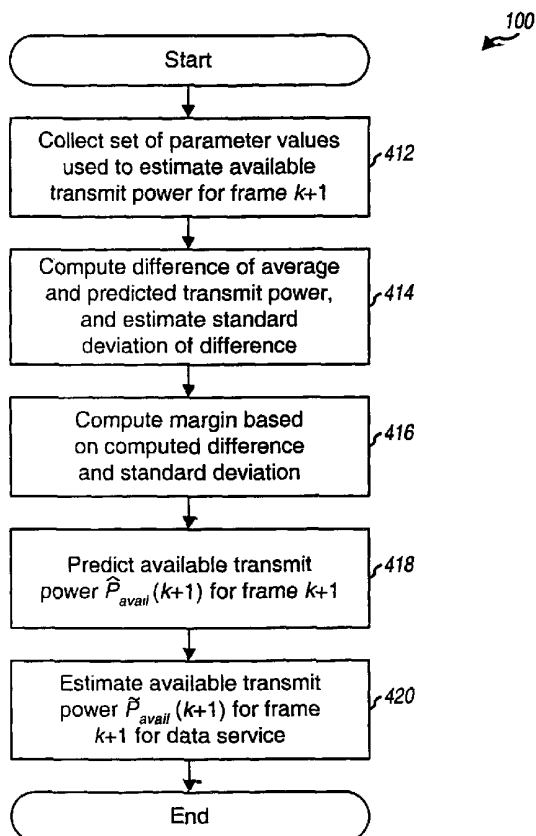 100
Start
Collect set of parameter values
used to estimate available
transmit power for frame k+1
412
Compute difference of average
and predicted transmit power,
and estimate standard
deviation of difference
414
Compute margin based
on computed difference
and standard deviation
416
Predict available transmit
power P̂avail (k+1) for frame k+1
418
Estimate available transmit
power P̃avail (k+1) for frame
k+1 for data service
420
End